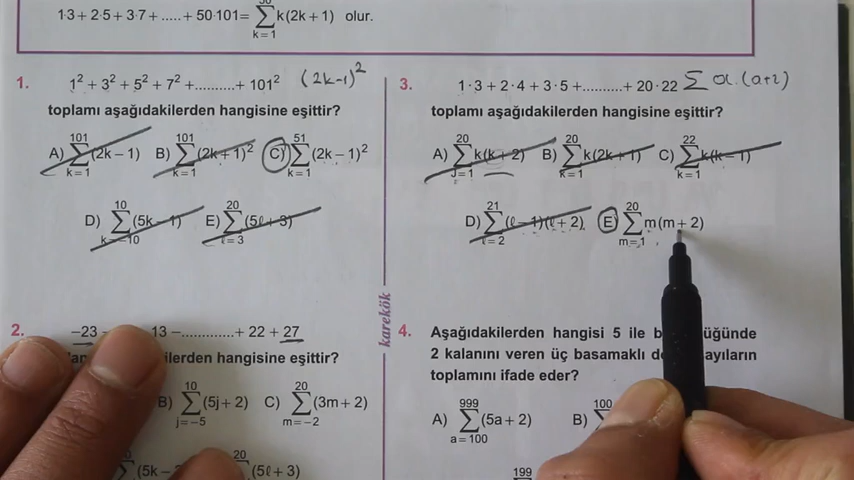 1·3 + 2·5 + 3·7 + ..... + 50·101 = ∑ k(2k + 1) olur.
k = 1
1. 1² + 3² + 5² + 7² + .......... + 101² (2k-1)²
toplamı aşağıdakilerden hangisine eşittir?
A) 101 ∑ k = 1 (2k – 1) B) 101 ∑ k = 1 (2k + 1)² C) 51 ∑ k = 1 (2k – 1)²
D) 10 ∑ k = –10 (5k – 1) E) 20 ∑ ℓ = 3 (5ℓ + 3)
2. –23 – 13 – ............. + 22 + 27
ilerden hangisine eşittir?
B) 10 ∑ j = –5 (5j + 2) C) 20 ∑ m = –2 (3m + 2)
∑ (5k – 20 ∑ (5ℓ + 3)
karekök
3. 1·3 + 2·4 + 3·5 + .......... + 20·22 ∑ a.(a+2)
toplamı aşağıdakilerden hangisine eşittir?
A) 20 ∑ J = 1 k(k + 2) B) 20 ∑ k = 1 k(2k + 1) C) 22 ∑ k = 1 k(k – 1)
D) 21 ∑ ℓ = 2 (ℓ – 1)(ℓ + 2) E) 20 ∑ m = 1 m(m + 2)
4. Aşağıdakilerden hangisi 5 ile b üğünde
2 kalanını veren üç basamaklı do sayıların
toplamını ifade eder?
A) 999 ∑ a = 100 (5a + 2) B) 100 ∑
199